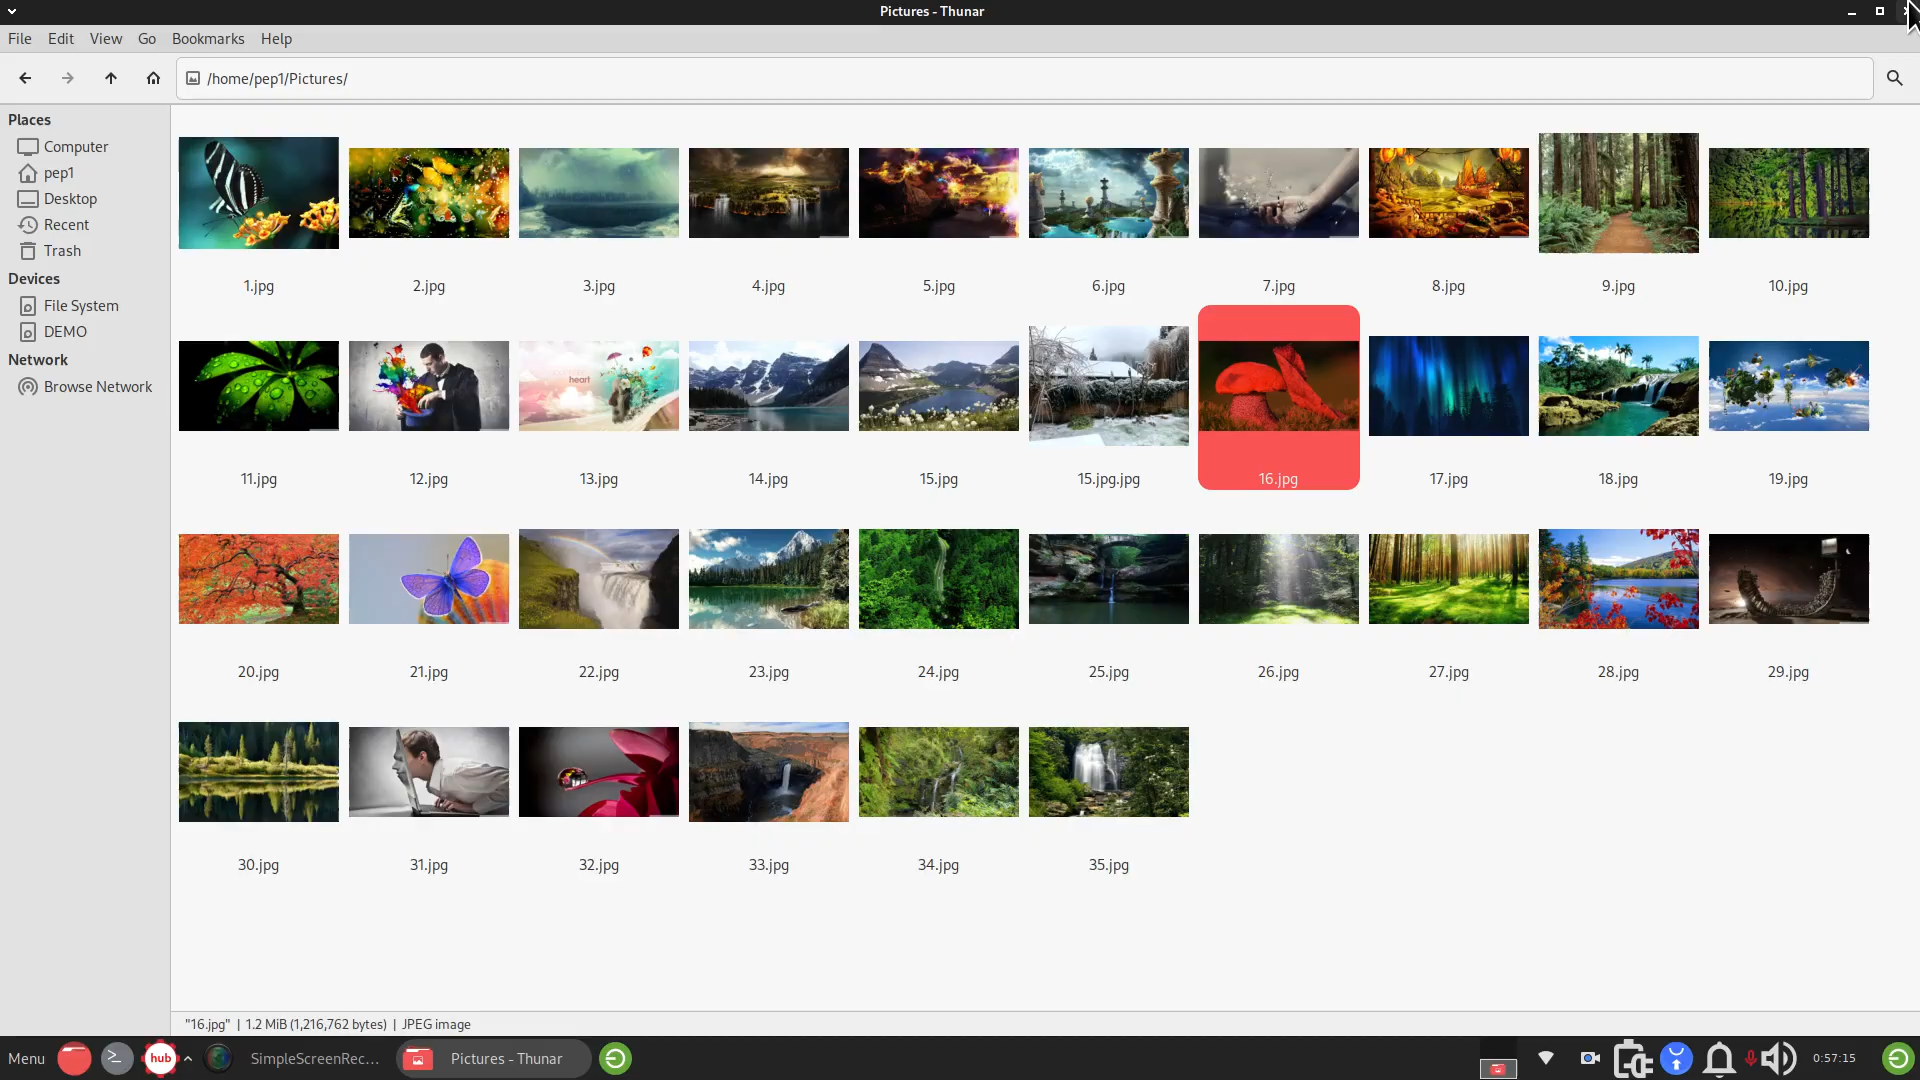 Pictures - Thunar
File Edit View Go Bookmarks Help
/home/pep1/Pictures/
Places
Computer
pep1
Desktop
Recent
Trash
Devices
File System
DEMO
Network
Browse Network
1.jpg 2.jpg 3.jpg 4.jpg 5.jpg 6.jpg 7.jpg 8.jpg 9.jpg 10.jpg
heart
11.jpg 12.jpg 13.jpg 14.jpg 15.jpg 15.jpg.jpg 16.jpg 17.jpg 18.jpg 19.jpg
20.jpg 21.jpg 22.jpg 23.jpg 24.jpg 25.jpg 26.jpg 27.jpg 28.jpg 29.jpg
30.jpg 31.jpg 32.jpg 33.jpg 34.jpg 35.jpg
"16.jpg" | 1.2 MiB (1,216,762 bytes) | JPEG image
Menu hub SimpleScreenRec... Pictures - Thunar 0:57:15